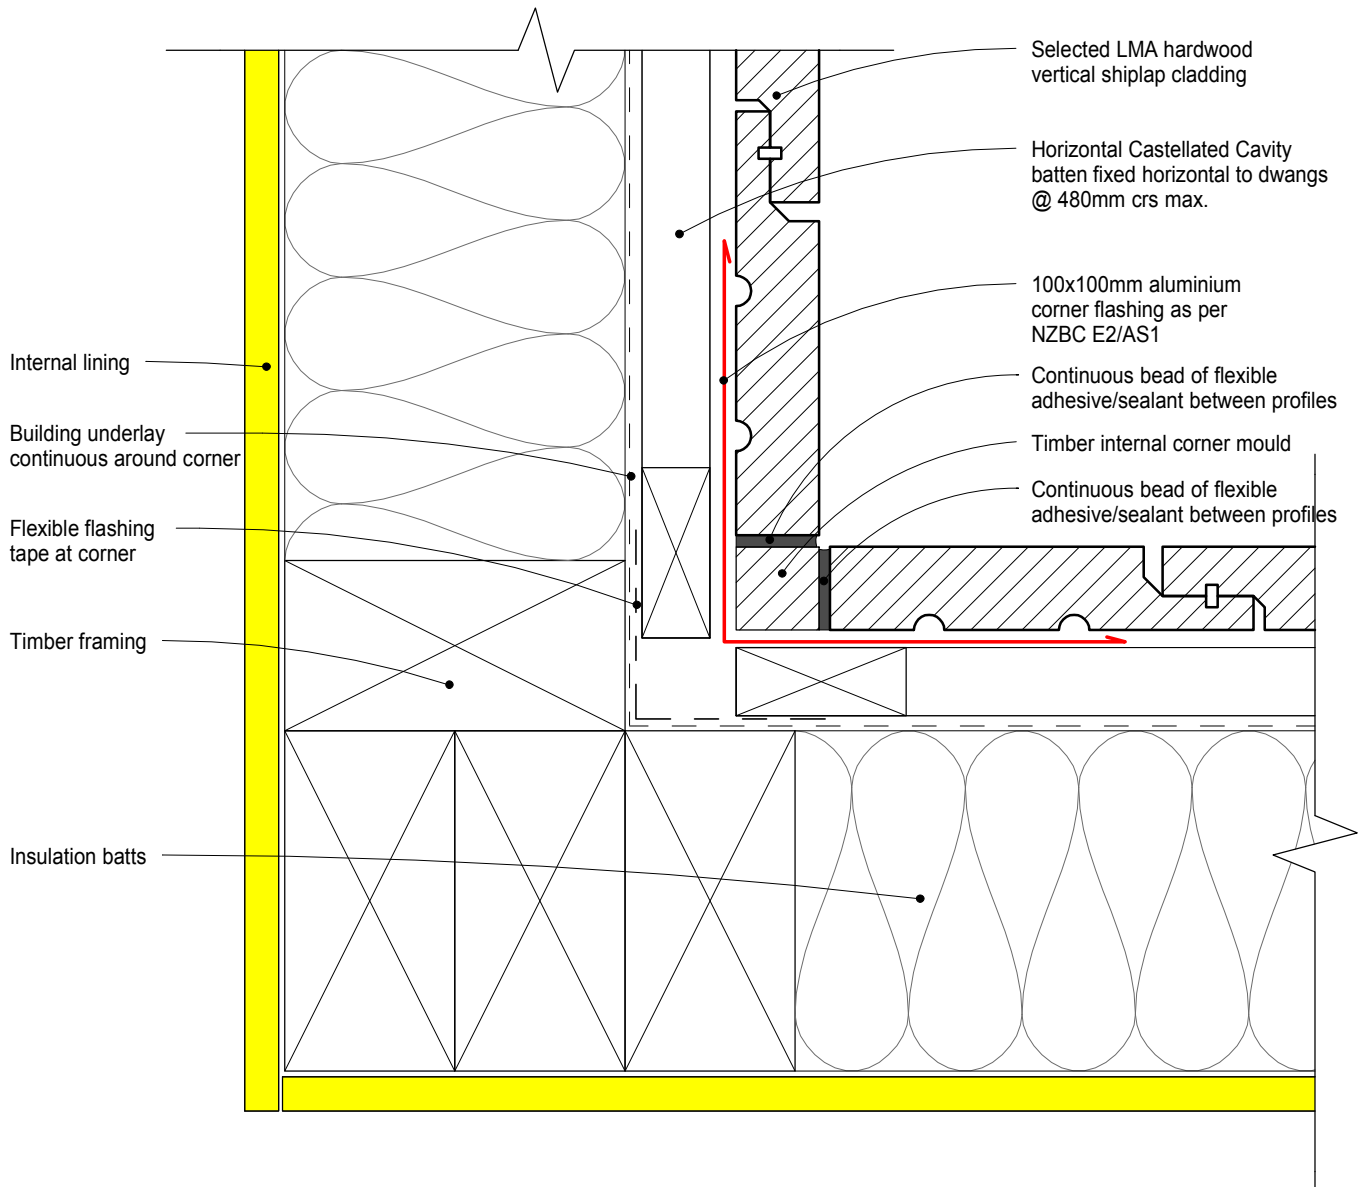 Selected LMA hardwood
vertical shiplap cladding
Horizontal Castellated Cavity
batten fixed horizontal to dwangs
@ 480mm crs max.
100x100mm aluminium
corner flashing as per
NZBC E2/AS1
Continuous bead of flexible
adhesive/sealant between profiles
Timber internal corner mould
Continuous bead of flexible
adhesive/sealant between profiles
Internal lining
Building underlay
continuous around corner
Flexible flashing
tape at corner
Timber framing
Insulation batts